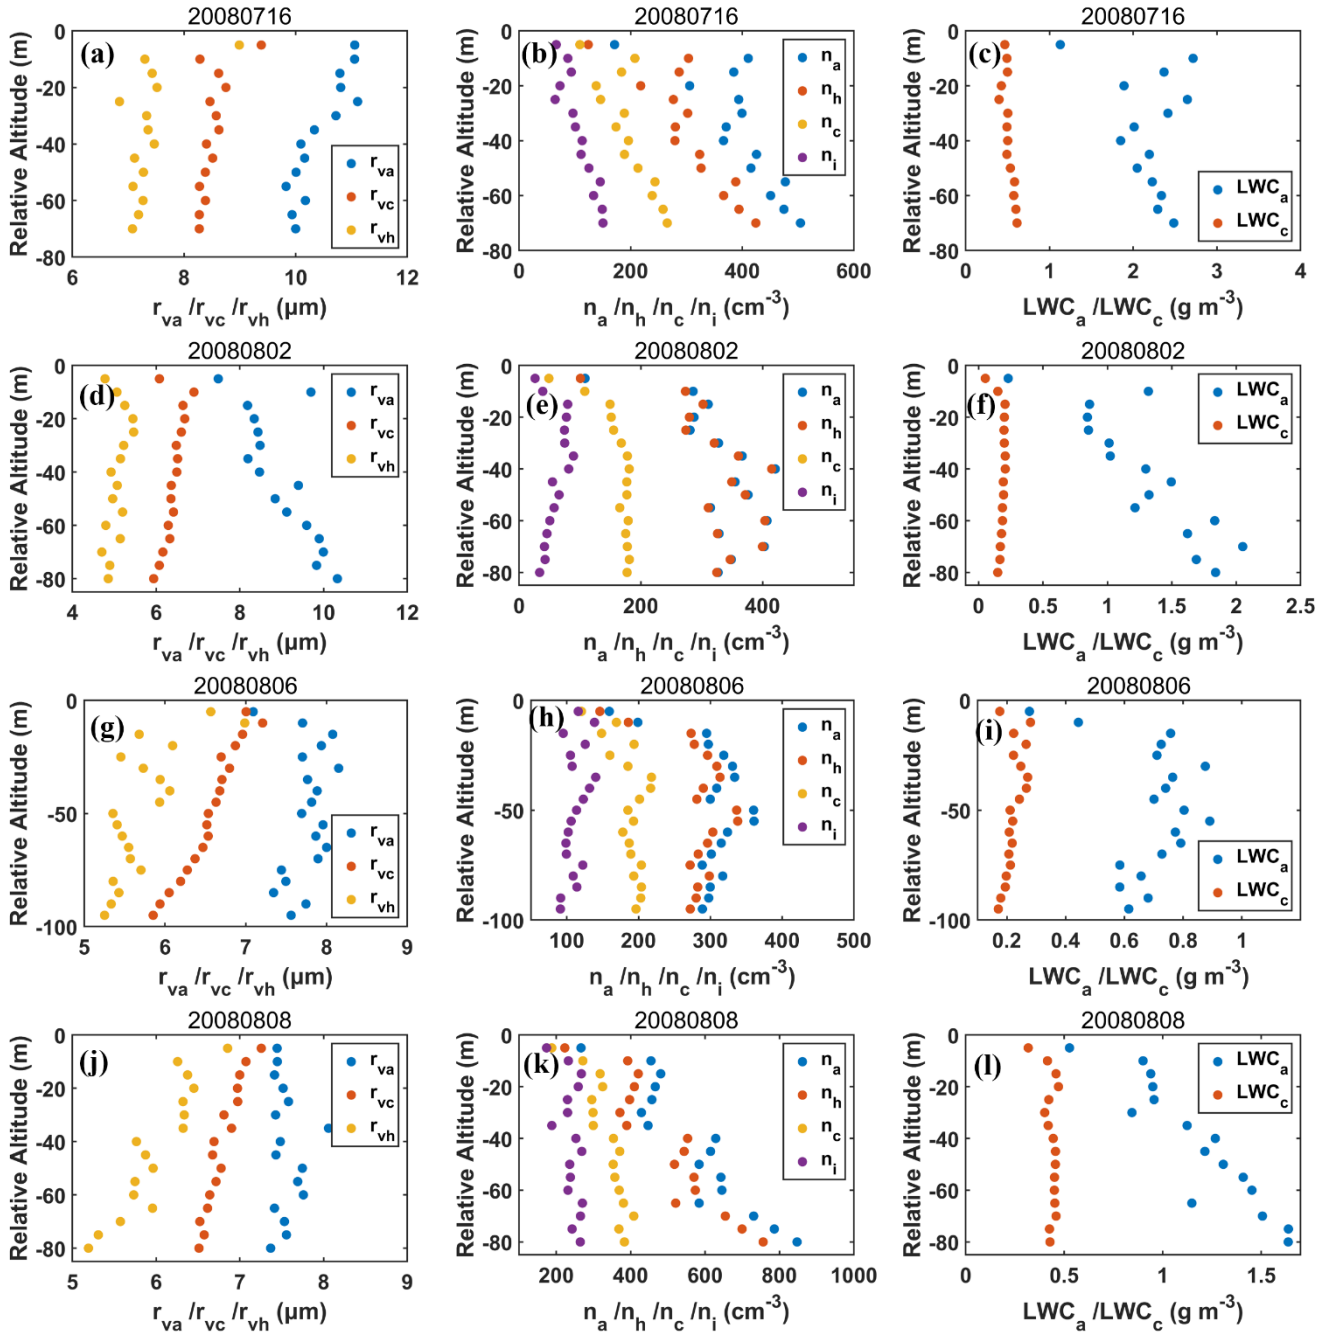 20080716
(a)
0
-20
-40
-60
-80
Relative Altitude (m)
6 8 10 12
r_va /r_vc /r_vh (μm)
r_va
r_vc
r_vh
20080716
(b)
0
-20
-40
-60
-80
Relative Altitude (m)
0 200 400 600
n_a /n_h /n_c /n_i (cm^-3)
n_a
n_h
n_c
n_i
20080716
(c)
0
-20
-40
-60
-80
Relative Altitude (m)
0 1 2 3 4
LWC_a /LWC_c (g m^-3)
LWC_a
LWC_c
20080802
(d)
0
-20
-40
-60
-80
Relative Altitude (m)
4 6 8 10 12
r_va /r_vc /r_vh (μm)
r_va
r_vc
r_vh
20080802
(e)
0
-20
-40
-60
-80
Relative Altitude (m)
0 200 400
n_a /n_h /n_c /n_i (cm^-3)
n_a
n_h
n_c
n_i
20080802
(f)
0
-20
-40
-60
-80
Relative Altitude (m)
0 0.5 1 1.5 2 2.5
LWC_a /LWC_c (g m^-3)
LWC_a
LWC_c
20080806
(g)
0
-50
-100
Relative Altitude (m)
5 6 7 8 9
r_va /r_vc /r_vh (μm)
r_va
r_vc
r_vh
20080806
(h)
0
-50
-100
Relative Altitude (m)
100 200 300 400 500
n_a /n_h /n_c /n_i (cm^-3)
n_a
n_h
n_c
n_i
20080806
(i)
0
-50
-100
Relative Altitude (m)
0.2 0.4 0.6 0.8 1
LWC_a /LWC_c (g m^-3)
LWC_a
LWC_c
20080808
(j)
0
-20
-40
-60
-80
Relative Altitude (m)
5 6 7 8 9
r_va /r_vc /r_vh (μm)
r_va
r_vc
r_vh
20080808
(k)
0
-20
-40
-60
-80
Relative Altitude (m)
200 400 600 800 1000
n_a /n_h /n_c /n_i (cm^-3)
n_a
n_h
n_c
n_i
20080808
(l)
0
-20
-40
-60
-80
Relative Altitude (m)
0 0.5 1 1.5
LWC_a /LWC_c (g m^-3)
LWC_a
LWC_c